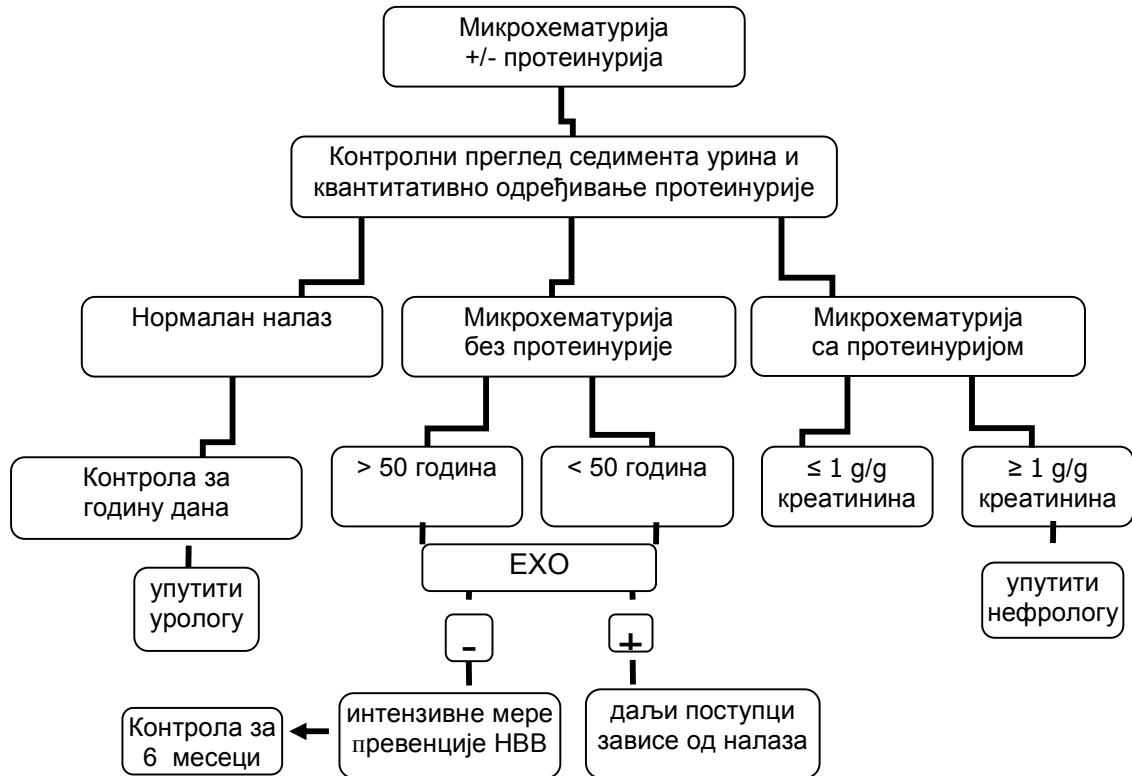 Микрохематурија
+/- протеинурија
Контролни преглед седимента урина и
квантитативно одређивање протеинурије
Нормалан налаз
Микрохематурија
без протеинурије
Микрохематурија
са протеинуријом
Контрола за
годину дана
> 50 година
< 50 година
≤ 1 g/g
креатинина
≥ 1 g/g
креатинина
упутити
урологу
ЕХО
упутити
нефрологу
-
+
Контрола за
6 месеци
интензивне мере
превенције НВВ
даљи поступци
зависе од налаза